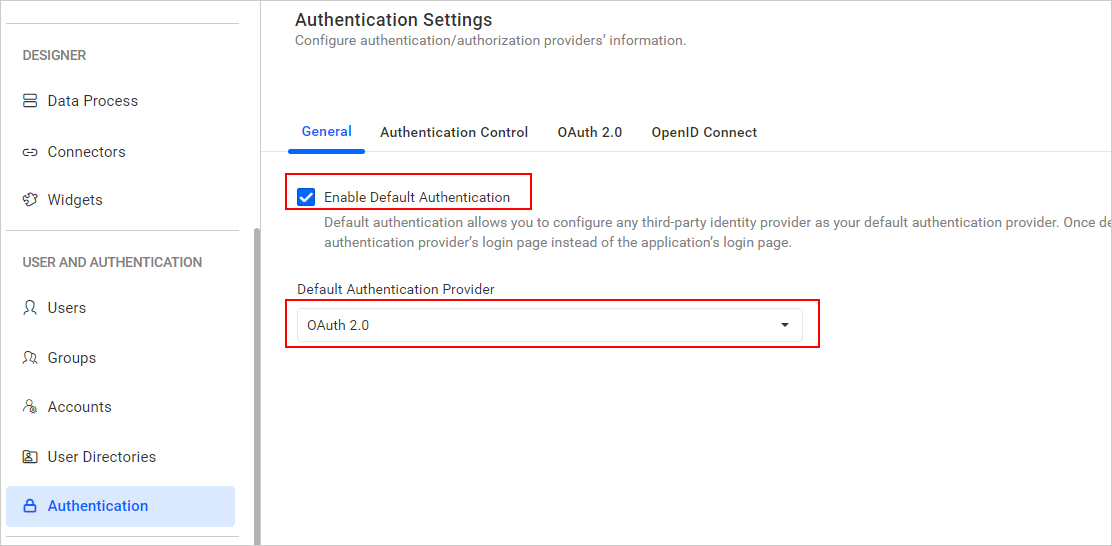 Authentication Settings
Configure authentication/authorization providers' information.
DESIGNER
Data Process
Connectors
Widgets
USER AND AUTHENTICATION
Users
Groups
Accounts
User Directories
Authentication
General Authentication Control OAuth 2.0 OpenID Connect
Enable Default Authentication
Default authentication allows you to configure any third-party identity provider as your default authentication provider. Once de
authentication provider's login page instead of the application's login page.
Default Authentication Provider
OAuth 2.0